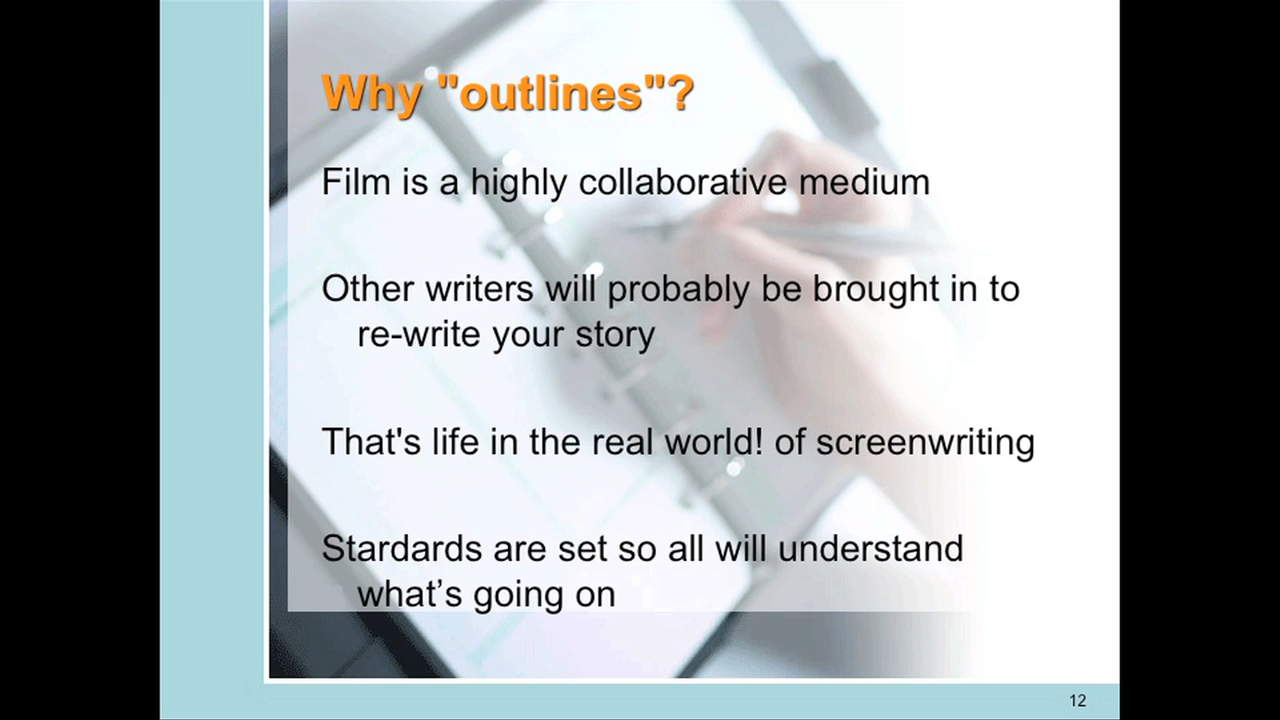 Why "outlines"?
Film is a highly collaborative medium
Other writers will probably be brought in to
re-write your story
That's life in the real world! of screenwriting
Stardards are set so all will understand
what’s going on
12